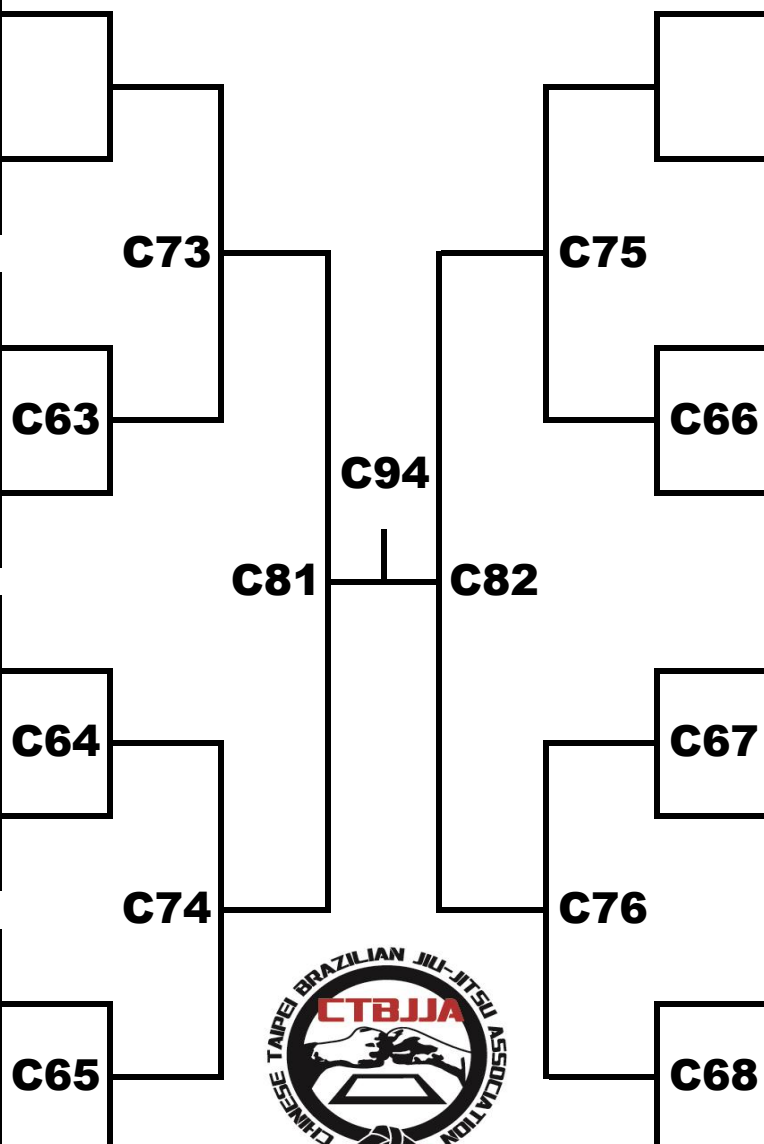 C73 C75
C63 C66
C94
C81 C82
C64 C67
C74 C76
CHINESE TAIPEI BRAZILIAN JIU-JITSU ASSOCIATION
CTBJJA
C65 C68